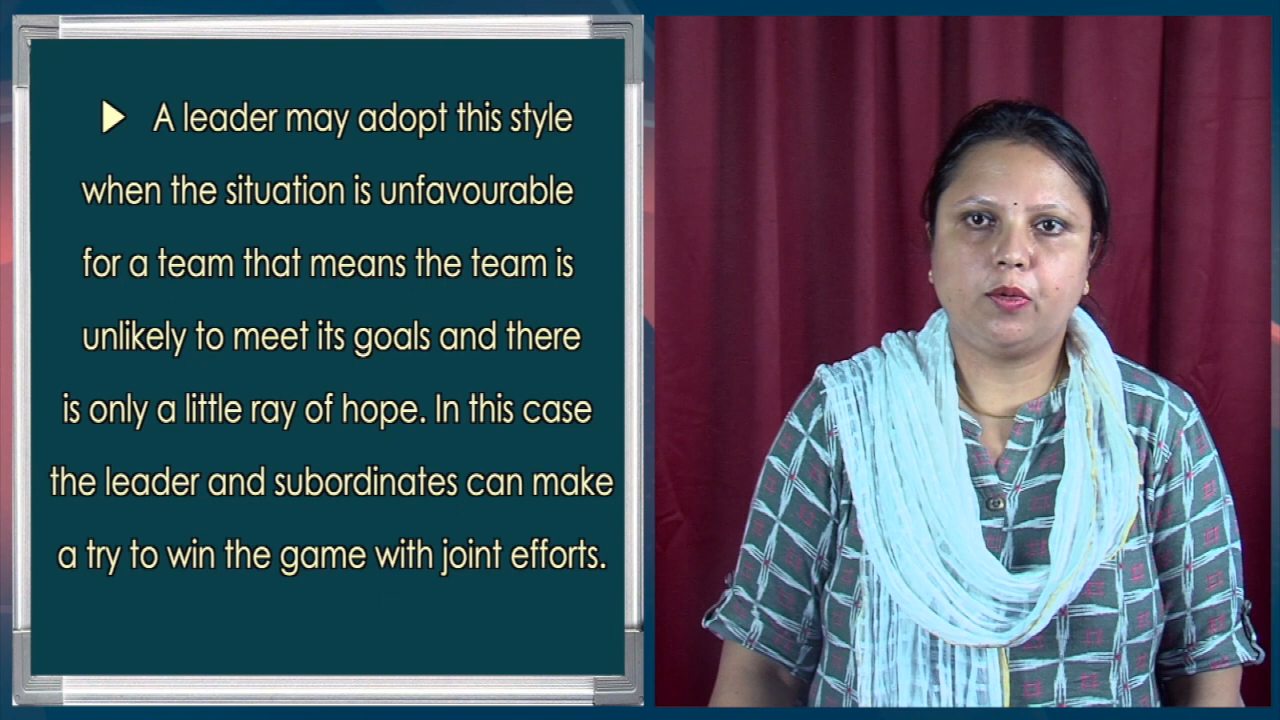 A leader may adopt this style
when the situation is unfavourable
for a team that means the team is
unlikely to meet its goals and there
is only a little ray of hope. In this case
the leader and subordinates can make
a try to win the game with joint efforts.